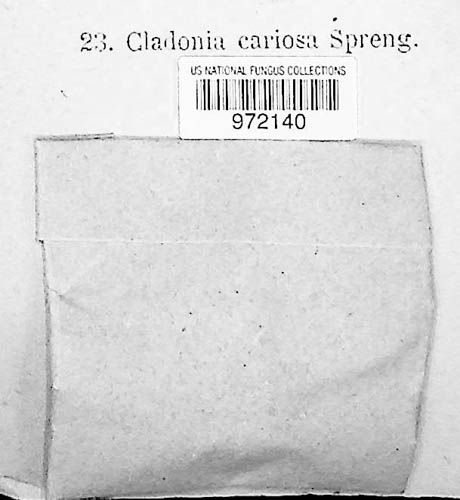 23. Cladonia cariosa Spreng.
US NATIONAL FUNGUS COLLECTIONS
972140